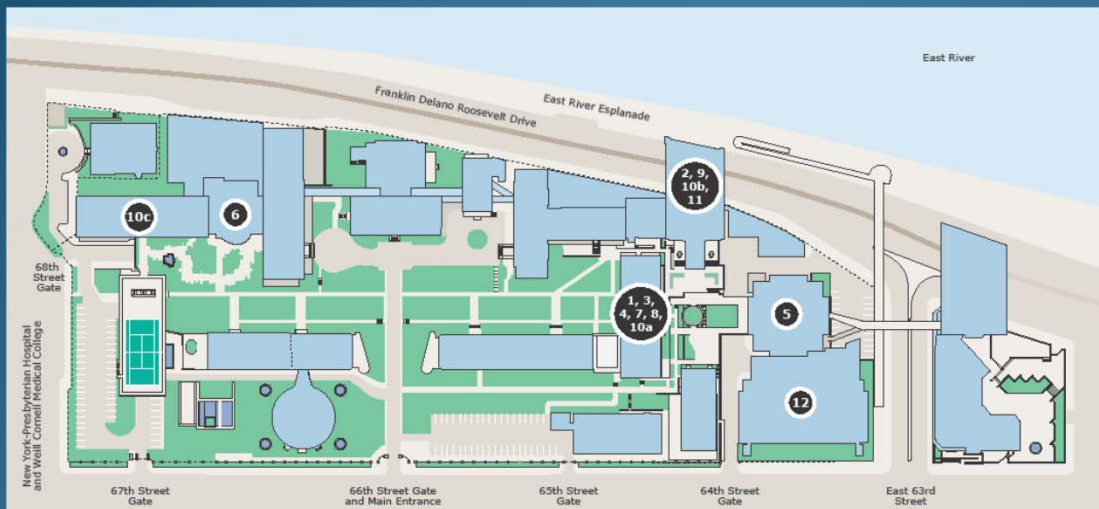 East River
East River Esplanade
Franklin Delano Roosevelt Drive
2, 9,
10b,
11
10c
6
68th
Street
Gate
1, 3,
4, 7, 8,
10a
5
12
New York-Presbyterian Hospital
and Weill Cornell Medical College
67th Street
Gate
66th Street Gate
and Main Entrance
65th Street
Gate
64th Street
Gate
East 63rd
Street